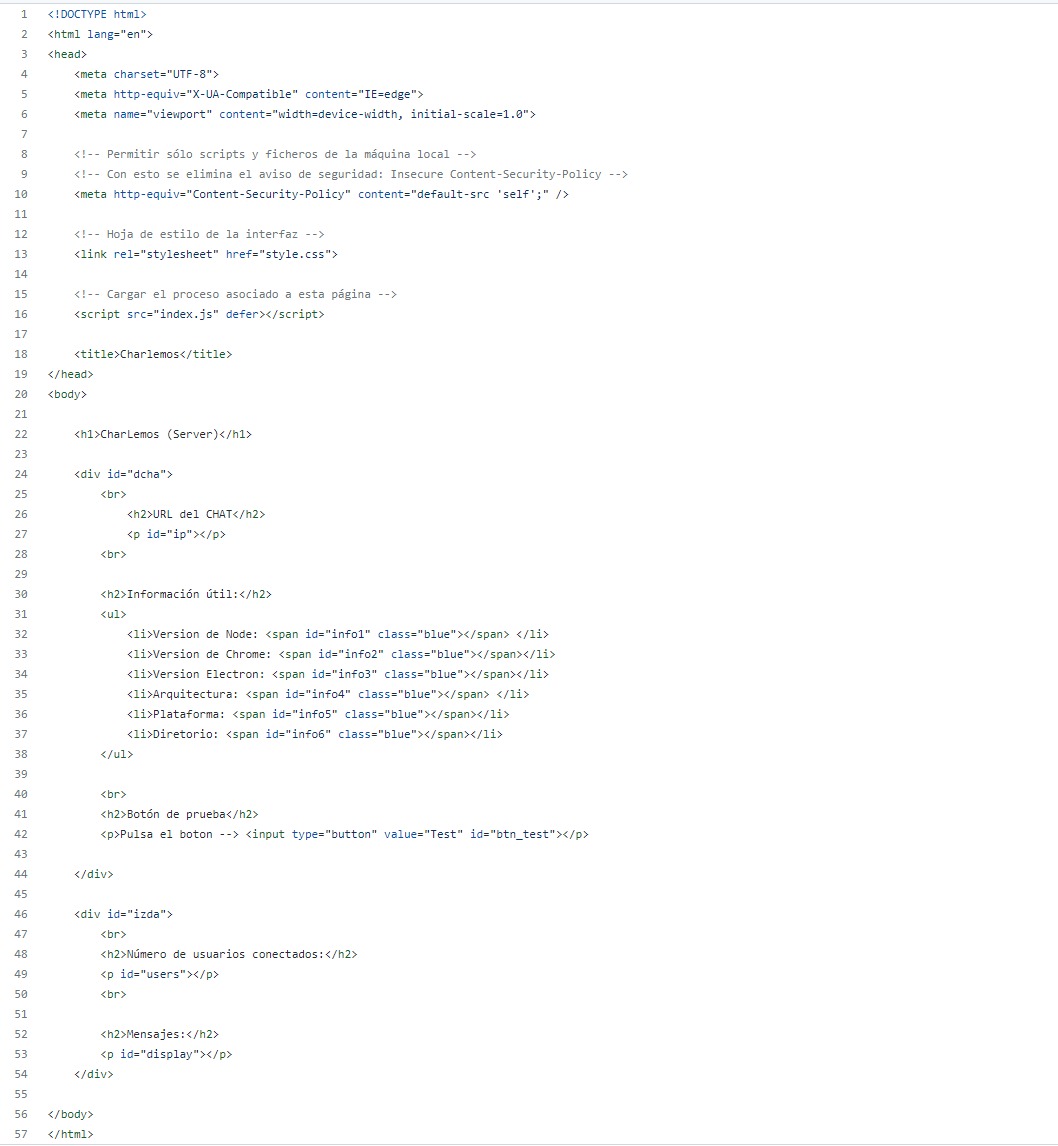 1 <!DOCTYPE html>
2 <html lang="en">
3 <head>
4     <meta charset="UTF-8">
5     <meta http-equiv="X-UA-Compatible" content="IE=edge">
6     <meta name="viewport" content="width=device-width, initial-scale=1.0">
7
8     <!-- Permitir sólo scripts y ficheros de la máquina local -->
9     <!-- Con esto se elimina el aviso de seguridad: Insecure Content-Security-Policy -->
10     <meta http-equiv="Content-Security-Policy" content="default-src 'self';" />
11
12     <!-- Hoja de estilo de la interfaz -->
13     <link rel="stylesheet" href="style.css">
14
15     <!-- Cargar el proceso asociado a esta página -->
16     <script src="index.js" defer></script>
17
18     <title>Charlemos</title>
19 </head>
20 <body>
21
22     <h1>CharLemos (Server)</h1>
23
24     <div id="dcha">
25         <br>
26             <h2>URL del CHAT</h2>
27             <p id="ip"></p>
28         <br>
29
30         <h2>Información útil:</h2>
31         <ul>
32             <li>Version de Node: <span id="info1" class="blue"></span> </li>
33             <li>Version de Chrome: <span id="info2" class="blue"></span></li>
34             <li>Version Electron: <span id="info3" class="blue"></span></li>
35             <li>Arquitectura: <span id="info4" class="blue"></span> </li>
36             <li>Plataforma: <span id="info5" class="blue"></span></li>
37             <li>Diretorio: <span id="info6" class="blue"></span></li>
38         </ul>
39
40         <br>
41         <h2>Botón de prueba</h2>
42         <p>Pulsa el boton --> <input type="button" value="Test" id="btn_test"></p>
43
44     </div>
45
46     <div id="izda">
47         <br>
48         <h2>Número de usuarios conectados:</h2>
49         <p id="users"></p>
50         <br>
51
52         <h2>Mensajes:</h2>
53         <p id="display"></p>
54     </div>
55
56 </body>
57 </html>